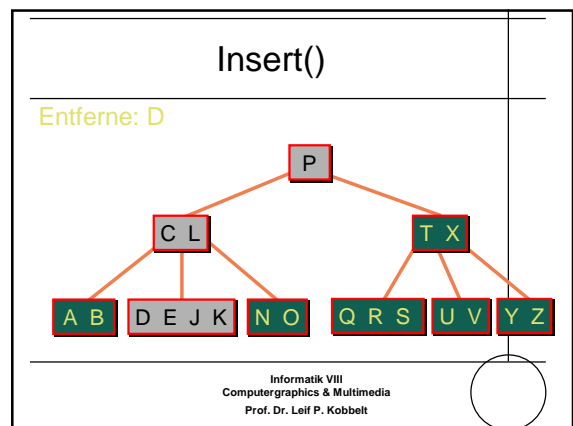 Insert()
Entferne: D
P
C L
T X
A B
D E J K
N O
Q R S
U V
Y Z
Informatik VIII
Computergraphics & Multimedia
Prof. Dr. Leif P. Kobbelt